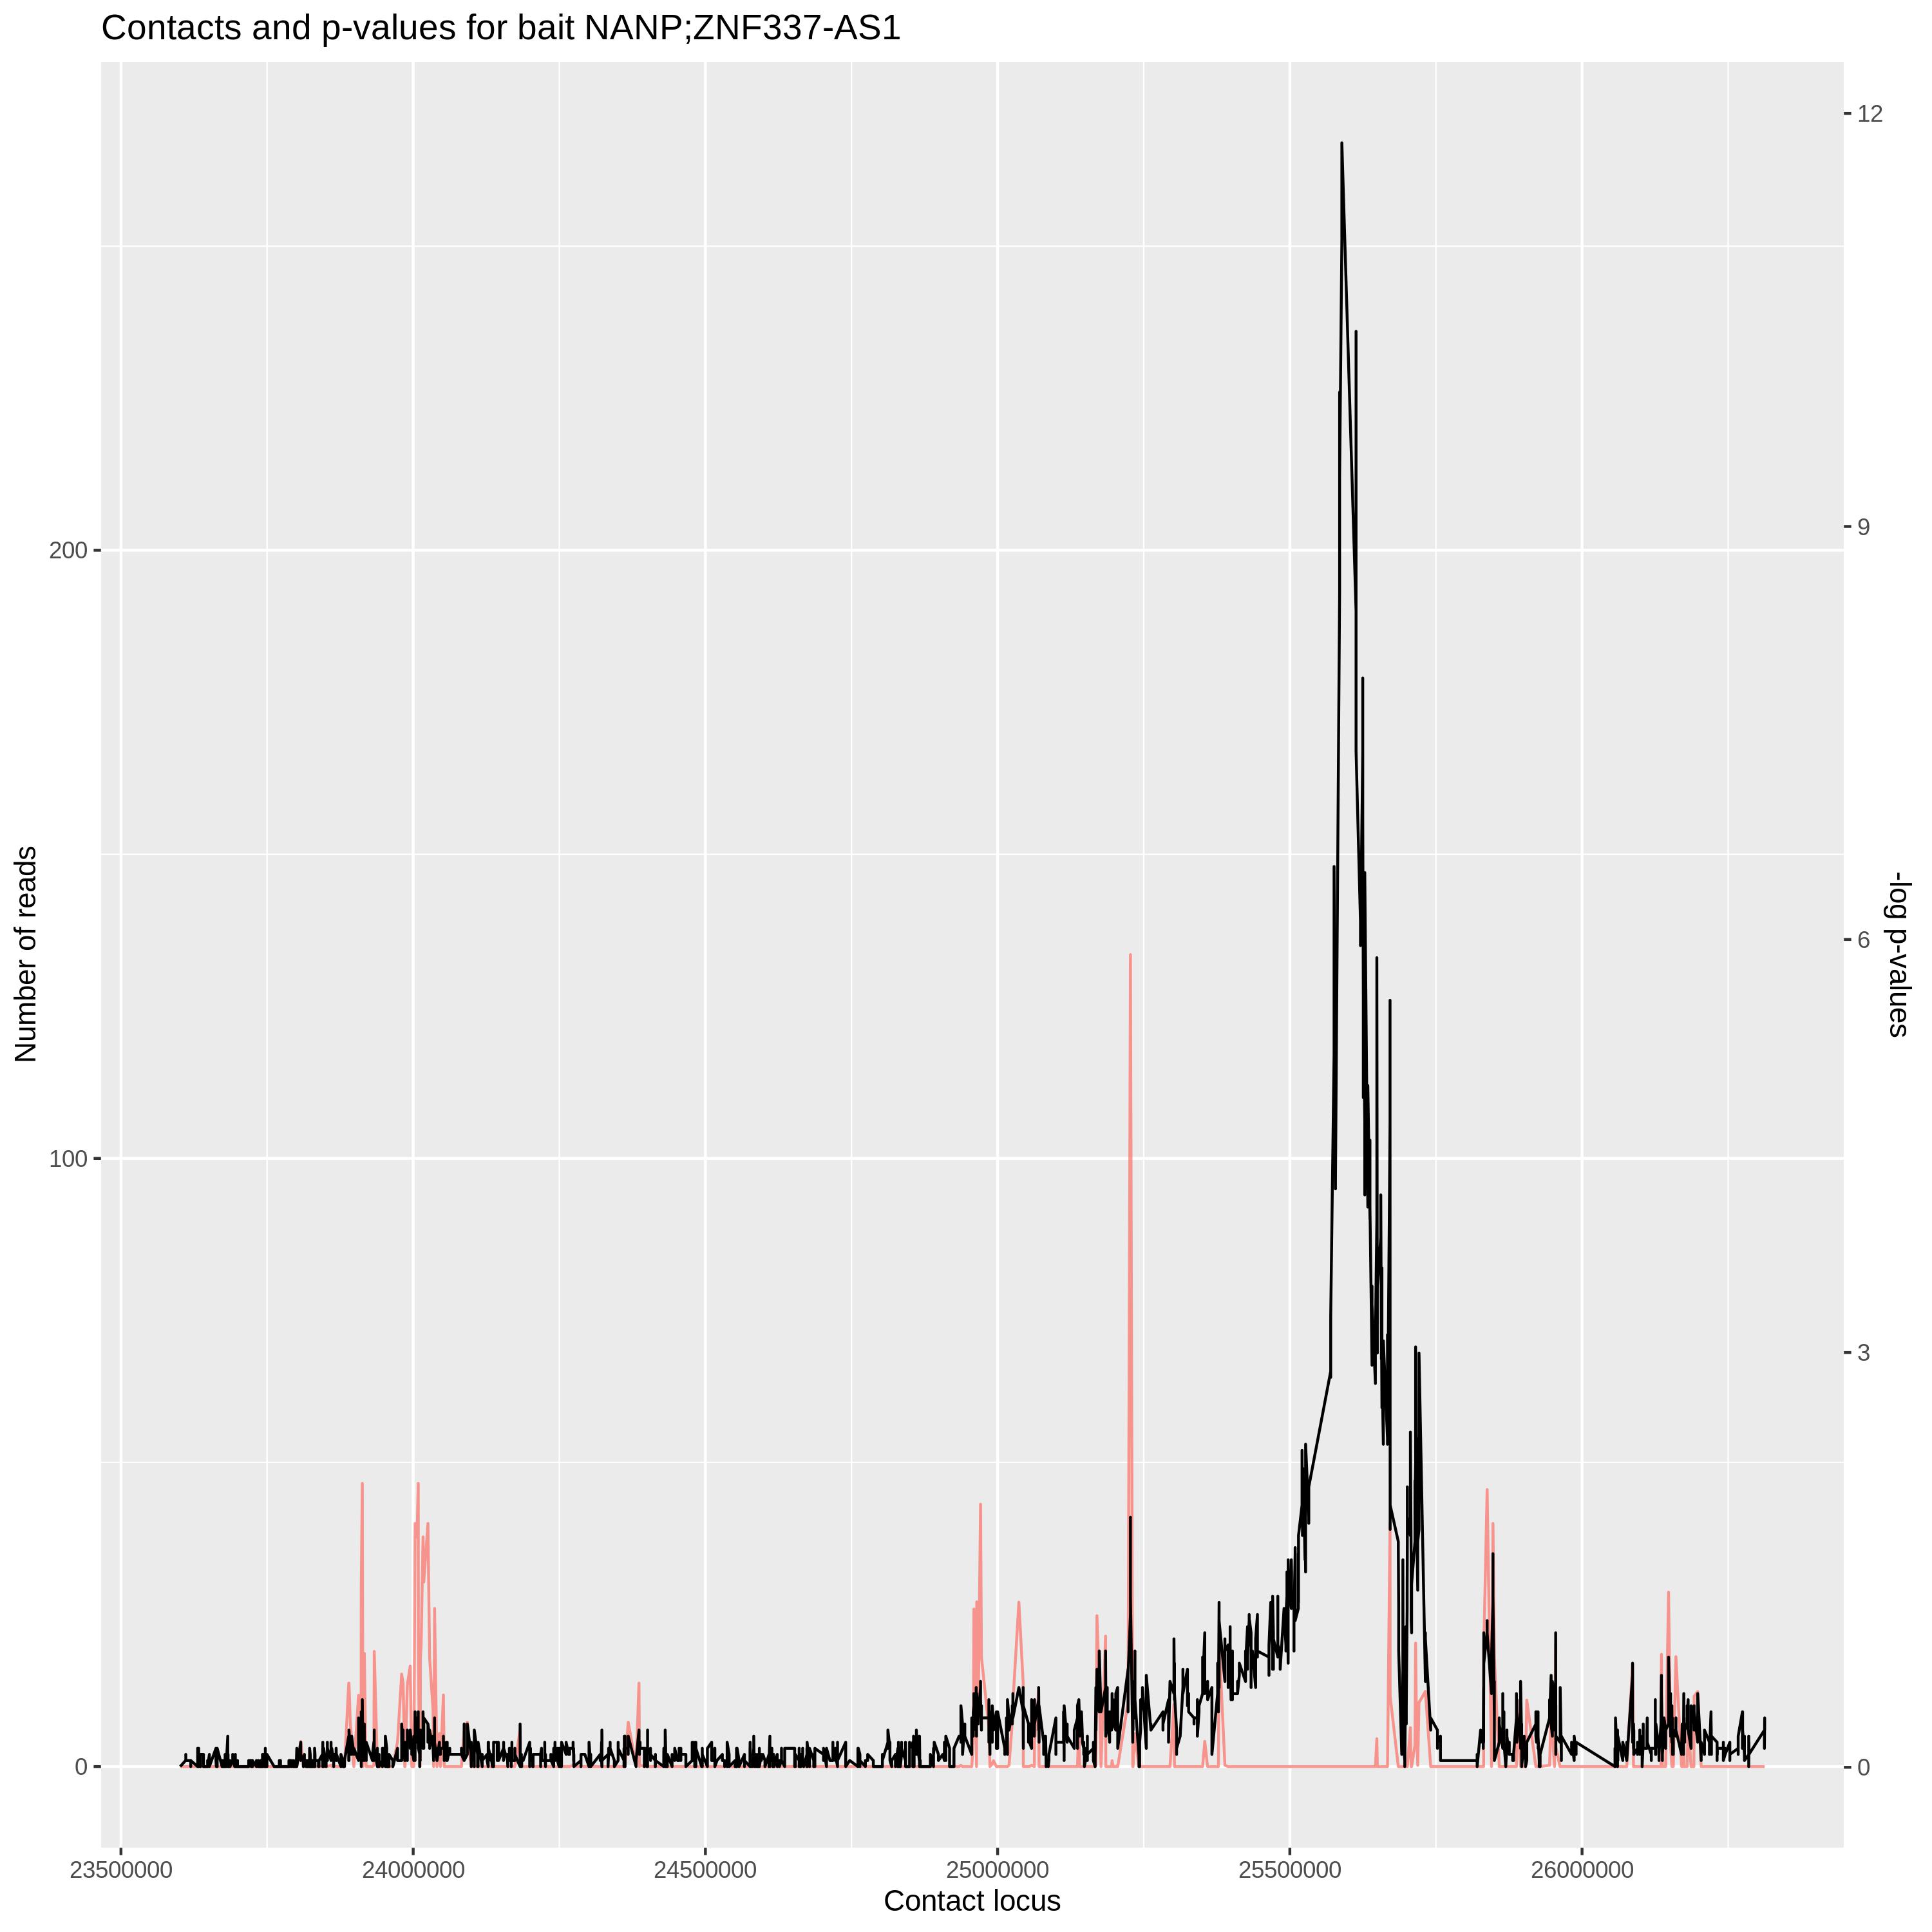 Contacts and p-values for bait NANP;ZNF337-AS1
Number of reads
200
100
0
12
9
6
3
0
-log p-values
23500000 24000000 24500000 25000000 25500000 26000000
Contact locus